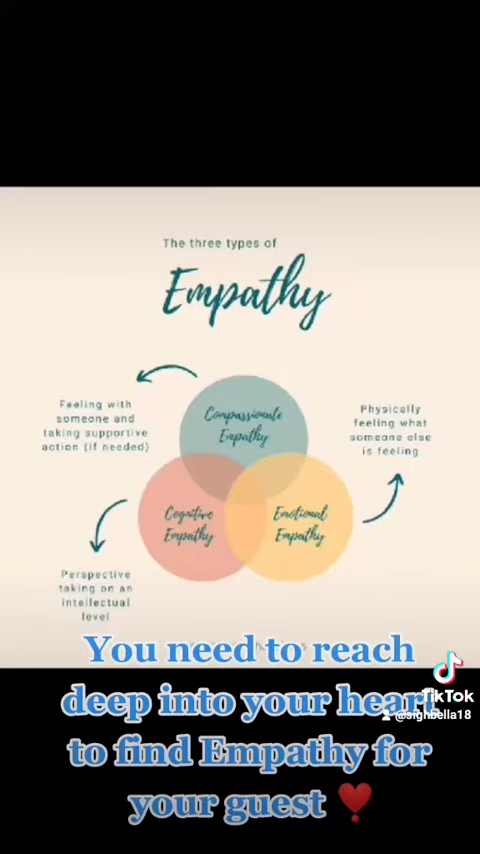 The three types of
Empathy
Compassionate
Empathy
Feeling with
someone and
taking supportive
action (if needed)
Physically
feeling what
someone else
is feeling
Cognitive
Empathy
Emotional
Empathy
Perspective
taking on an
intellectual
level
You need to reach
deep into your heart
to find Empathy for
your guest ❣️
TikTok
@sighbella18